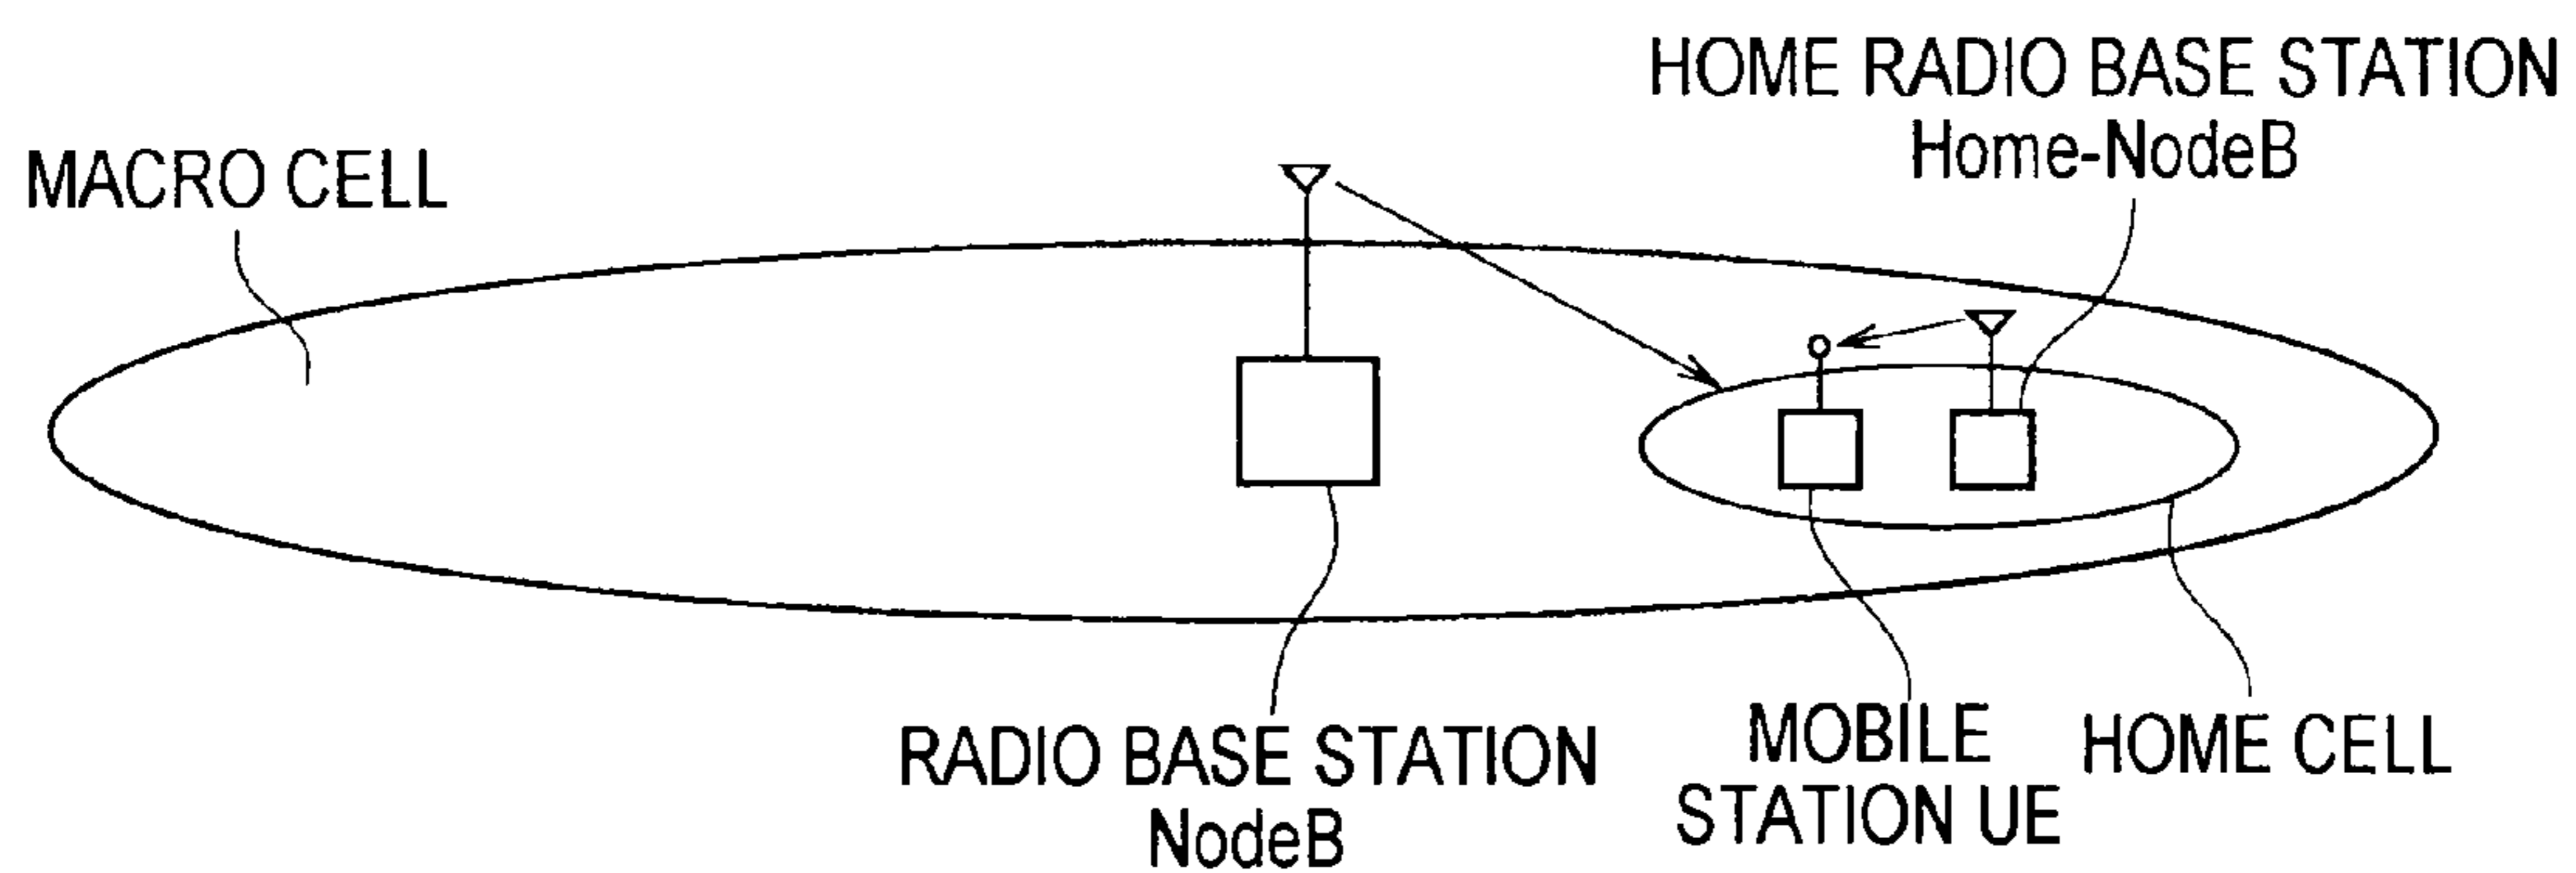 HOME RADIO BASE STATION
Home-NodeB
MACRO CELL
RADIO BASE STATION
NodeB
MOBILE
STATION UE
HOME CELL